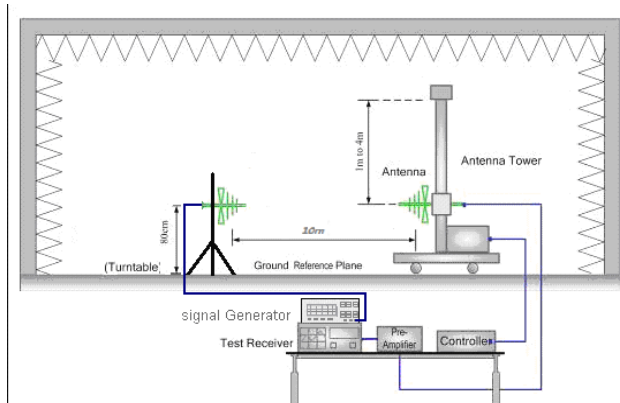 1m to 4m
Antenna Tower
Antenna
80cm
10m
(Turntable)
Ground Reference Plane
signal Generator
Test Receiver
Pre-
Amplifier
Controller